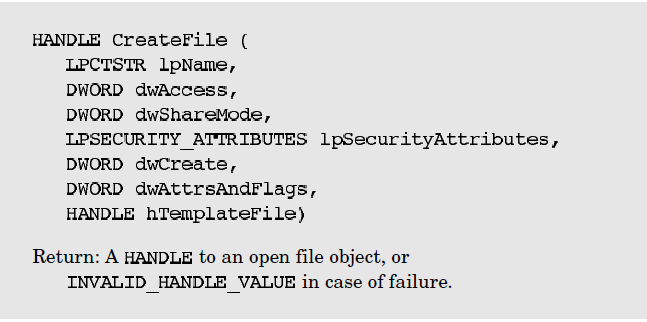 HANDLE CreateFile (
LPCTSTR lpName,
DWORD dwAccess,
DWORD dwShareMode,
LPSECURITY_ATTRIBUTES lpSecurityAttributes,
DWORD dwCreate,
DWORD dwAttrsAndFlags,
HANDLE hTemplateFile)
Return: A HANDLE to an open file object, or
INVALID_HANDLE_VALUE in case of failure.